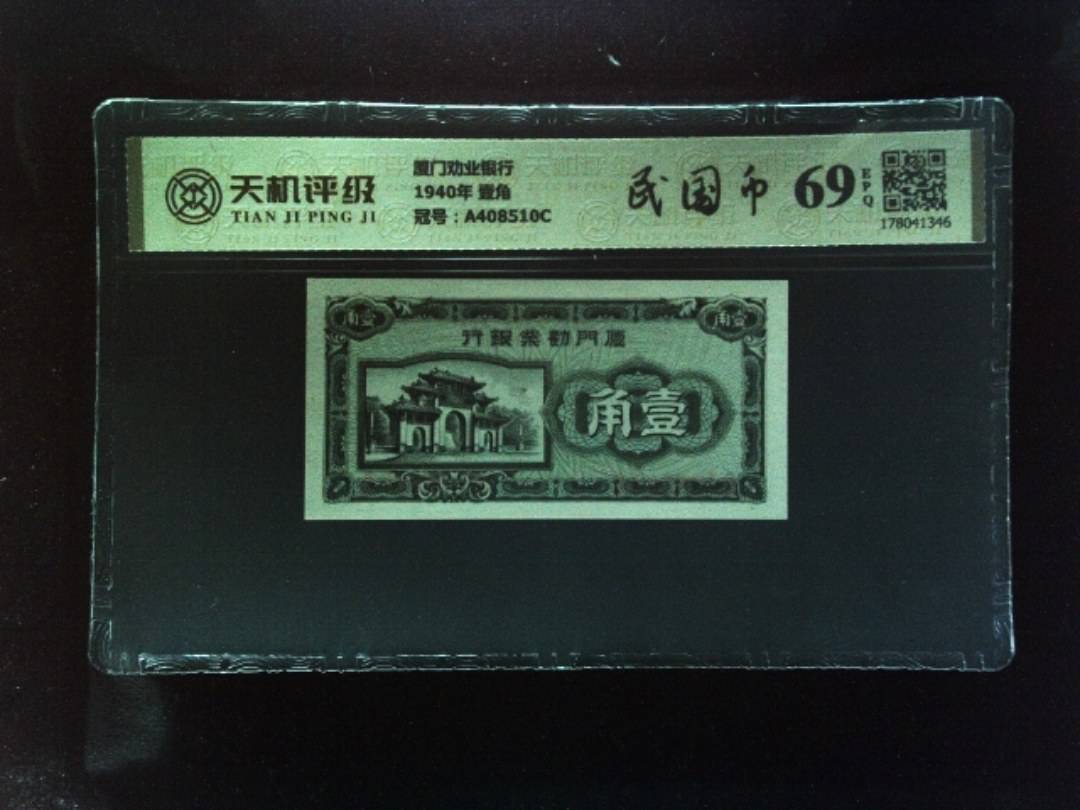 天机评级
TIAN JI PING JI
厦门劝业银行
1940年 壹角
冠号：A408510C
民国币
69
EPQ
178041346
角壹
角壹
行銀業勸門廈
角壹